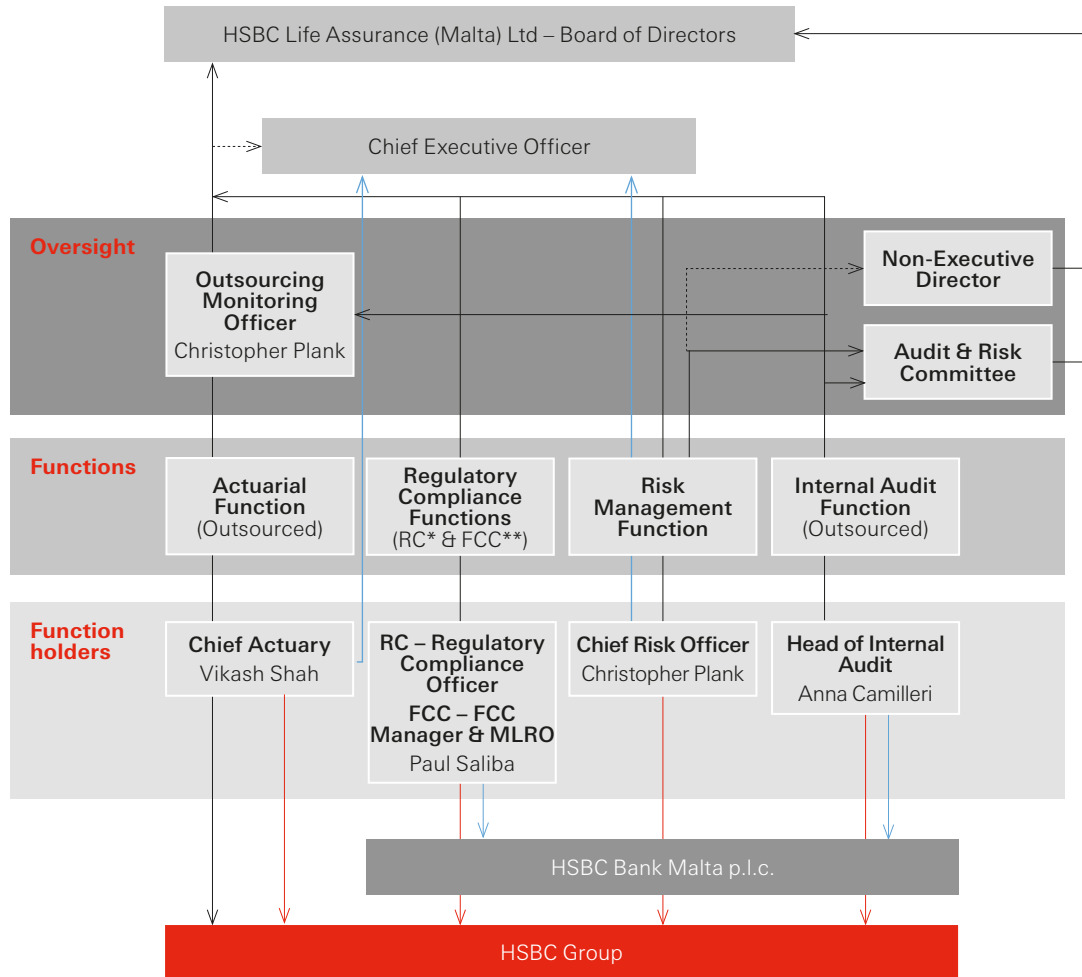 HSBC Life Assurance (Malta) Ltd – Board of Directors
Chief Executive Officer
Oversight
Outsourcing
Monitoring
Officer
Christopher Plank
Non-Executive
Director
Audit & Risk
Committee
Functions
Actuarial
Function
(Outsourced)
Regulatory
Compliance
Functions
(RC* & FCC**)
Risk
Management
Function
Internal Audit
Function
(Outsourced)
Function
holders
Chief Actuary
Vikash Shah
RC – Regulatory
Compliance
Officer
FCC – FCC
Manager & MLRO
Paul Saliba
Chief Risk Officer
Christopher Plank
Head of Internal
Audit
Anna Camilleri
HSBC Bank Malta p.l.c.
HSBC Group